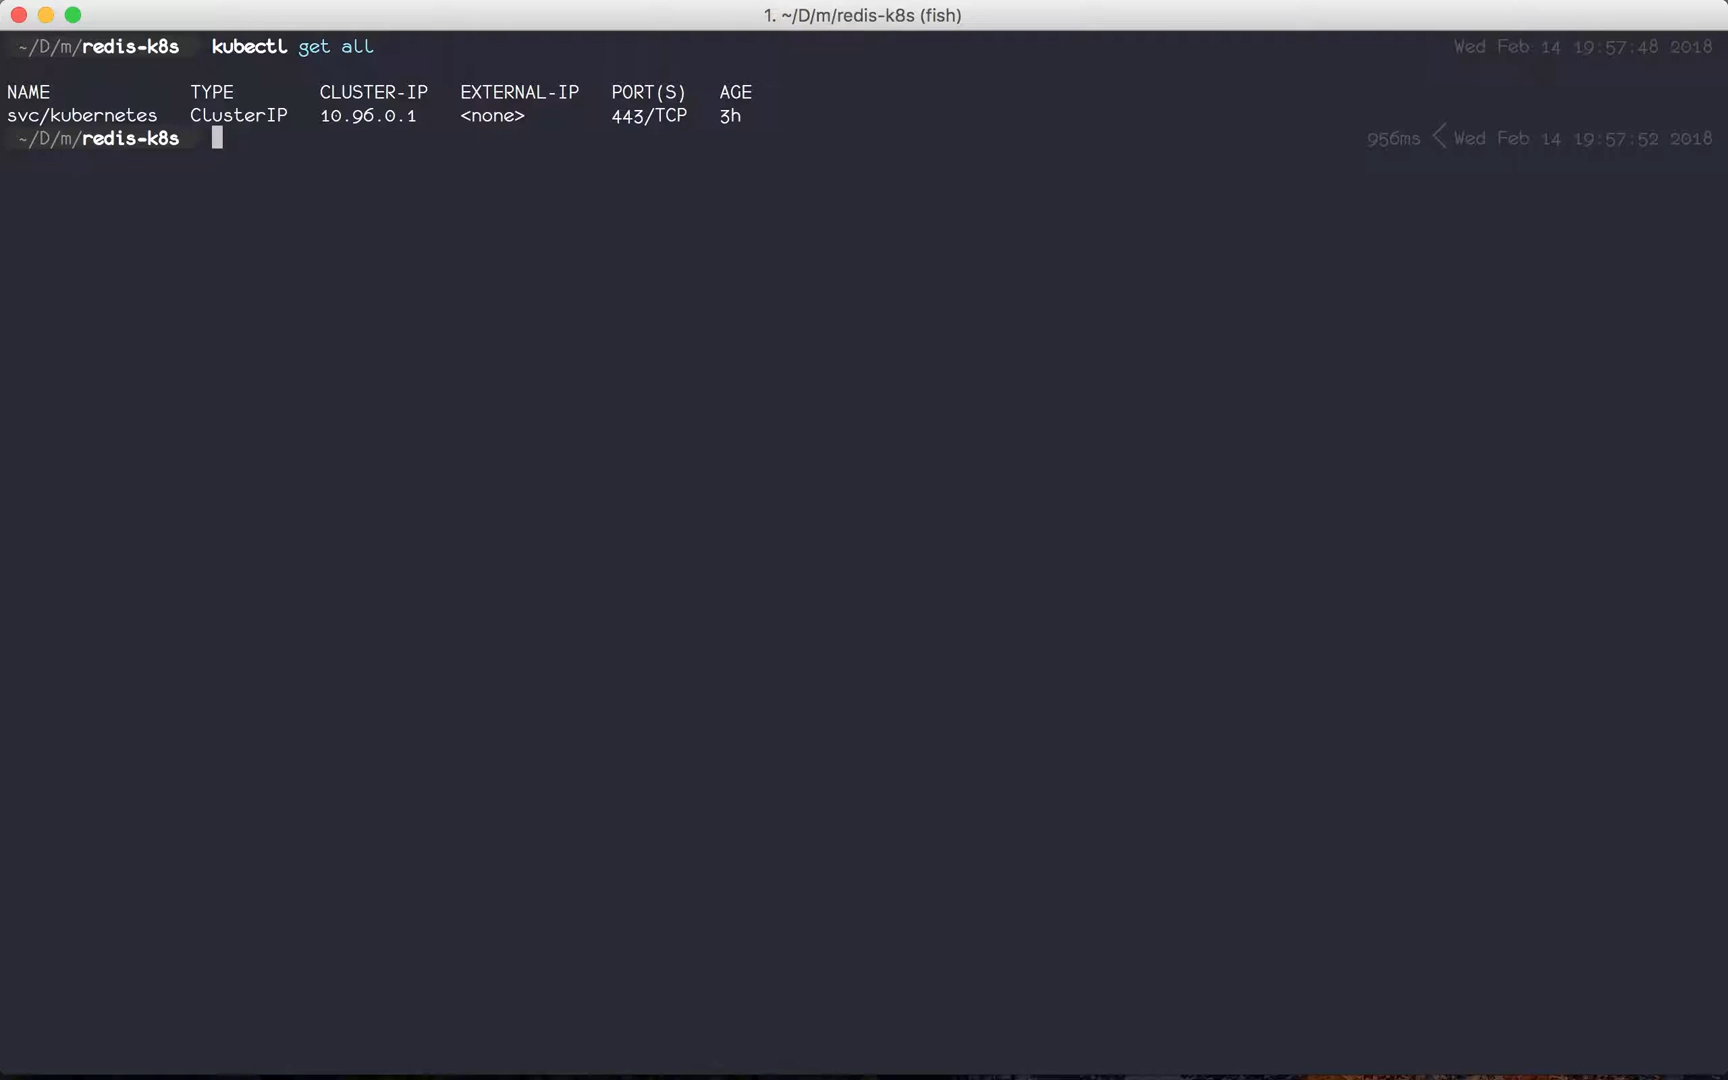 1. ~/D/m/redis-k8s (fish)
~/D/m/redis-k8s kubectl get all Wed Feb 14 19:57:48 2018
NAME TYPE CLUSTER-IP EXTERNAL-IP PORT(S) AGE
svc/kubernetes ClusterIP 10.96.0.1 <none> 443/TCP 3h
~/D/m/redis-k8s 956ms < Wed Feb 14 19:57:52 2018